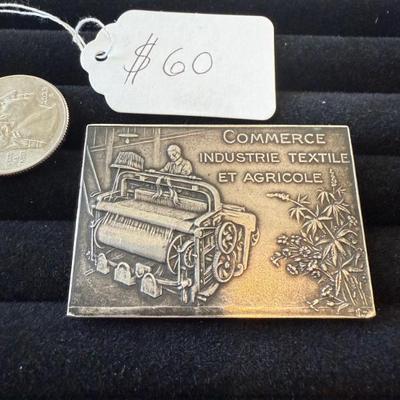 $60
COMMERCE
INDUSTRIE TEXTILE
ET AGRICOLE